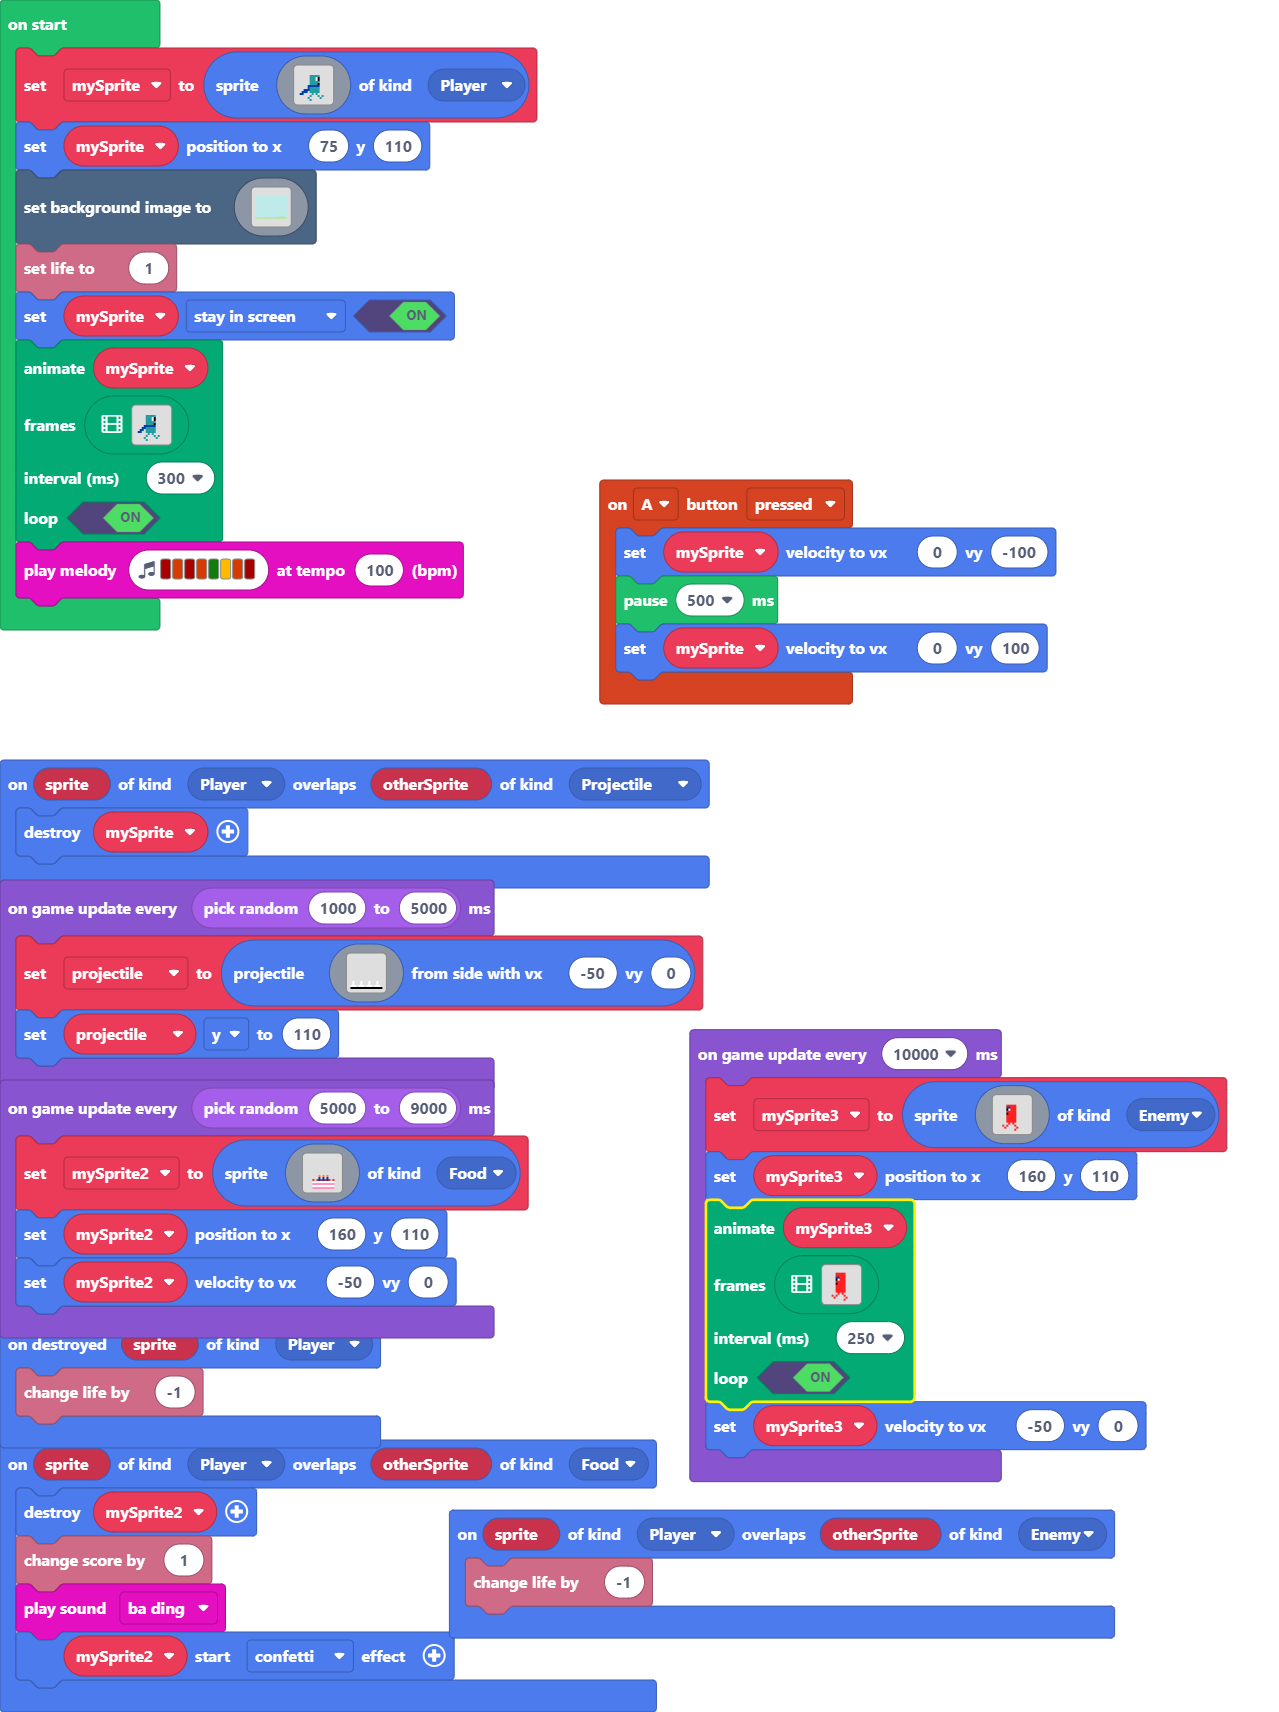 on start
set mySprite to sprite of kind Player
set mySprite position to x 75 y 110
set background image to
set life to 1
set mySprite stay in screen ON
animate mySprite
frames
interval (ms) 300
loop ON
play melody at tempo 100 (bpm)
on A button pressed
set mySprite velocity to vx 0 vy -100
pause 500 ms
set mySprite velocity to vx 0 vy 100
on sprite of kind Player overlaps otherSprite of kind Projectile
destroy mySprite
on game update every pick random 1000 to 5000 ms
set projectile to projectile from side with vx -50 vy 0
set projectile y to 110
on game update every pick random 5000 to 9000 ms
set mySprite2 to sprite of kind Food
set mySprite2 position to x 160 y 110
set mySprite2 velocity to vx -50 vy 0
on destroyed sprite of kind Player
change life by -1
on sprite of kind Player overlaps otherSprite of kind Food
destroy mySprite2
change score by 1
play sound ba ding
mySprite2 start confetti effect
on game update every 10000 ms
set mySprite3 to sprite of kind Enemy
set mySprite3 position to x 160 y 110
animate mySprite3
frames
interval (ms) 250
loop ON
set mySprite3 velocity to vx -50 vy 0
on sprite of kind Player overlaps otherSprite of kind Enemy
change life by -1